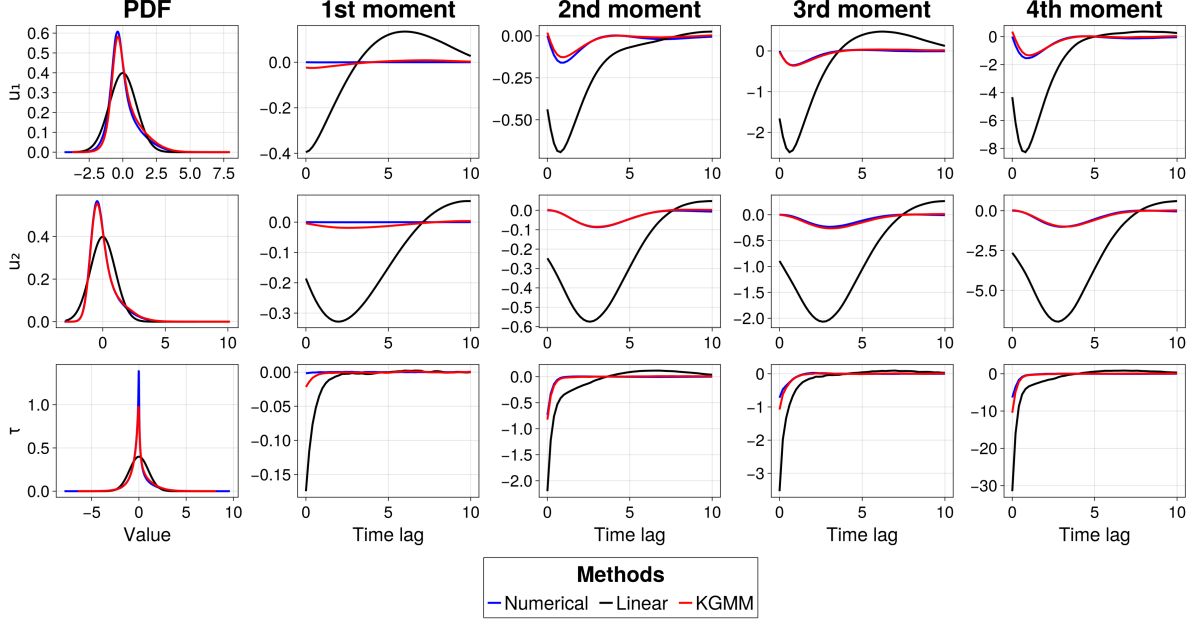 PDF 1st moment 2nd moment 3rd moment 4th moment
u₁
0.6
0.5
0.4
0.3
0.2
0.1
0.0
−2.5 0.0 2.5 5.0 7.5
0.0
−0.2
−0.4
0 5 10
0.00
−0.25
−0.50
0 5 10
0
−1
−2
0 5 10
0
−2
−4
−6
−8
0 5 10
u₂
0.4
0.2
0.0
0 5 10
0.0
−0.1
−0.2
−0.3
0 5 10
0.0
−0.1
−0.2
−0.3
−0.4
−0.5
−0.6
0 5 10
0.0
−0.5
−1.0
−1.5
−2.0
0 5 10
0.0
−2.5
−5.0
0 5 10
τ
1.0
0.5
0.0
−5 0 5 10
Value
0.00
−0.05
−0.10
−0.15
0 5 10
Time lag
0.0
−0.5
−1.0
−1.5
−2.0
0 5 10
Time lag
0
−1
−2
−3
0 5 10
Time lag
0
−10
−20
−30
0 5 10
Time lag
Methods
Numerical Linear KGMM